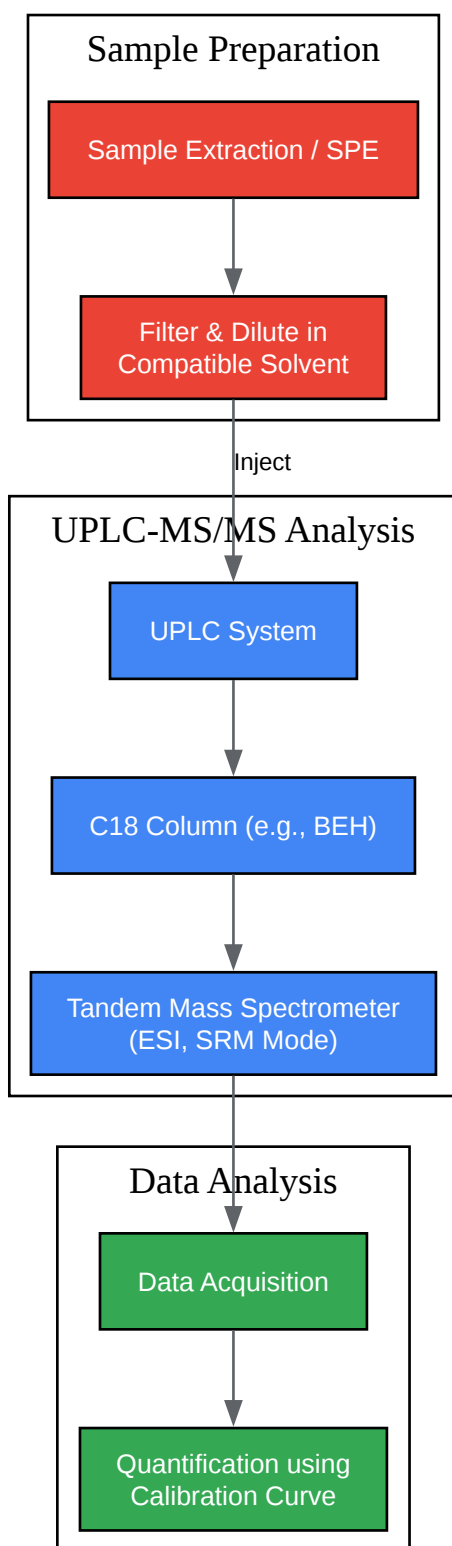 Sample Preparation
Sample Extraction / SPE
Filter & Dilute in
Compatible Solvent
Inject
UPLC-MS/MS Analysis
UPLC System
C18 Column (e.g., BEH)
Tandem Mass Spectrometer
(ESI, SRM Mode)
Data Analysis
Data Acquisition
Quantification using
Calibration Curve